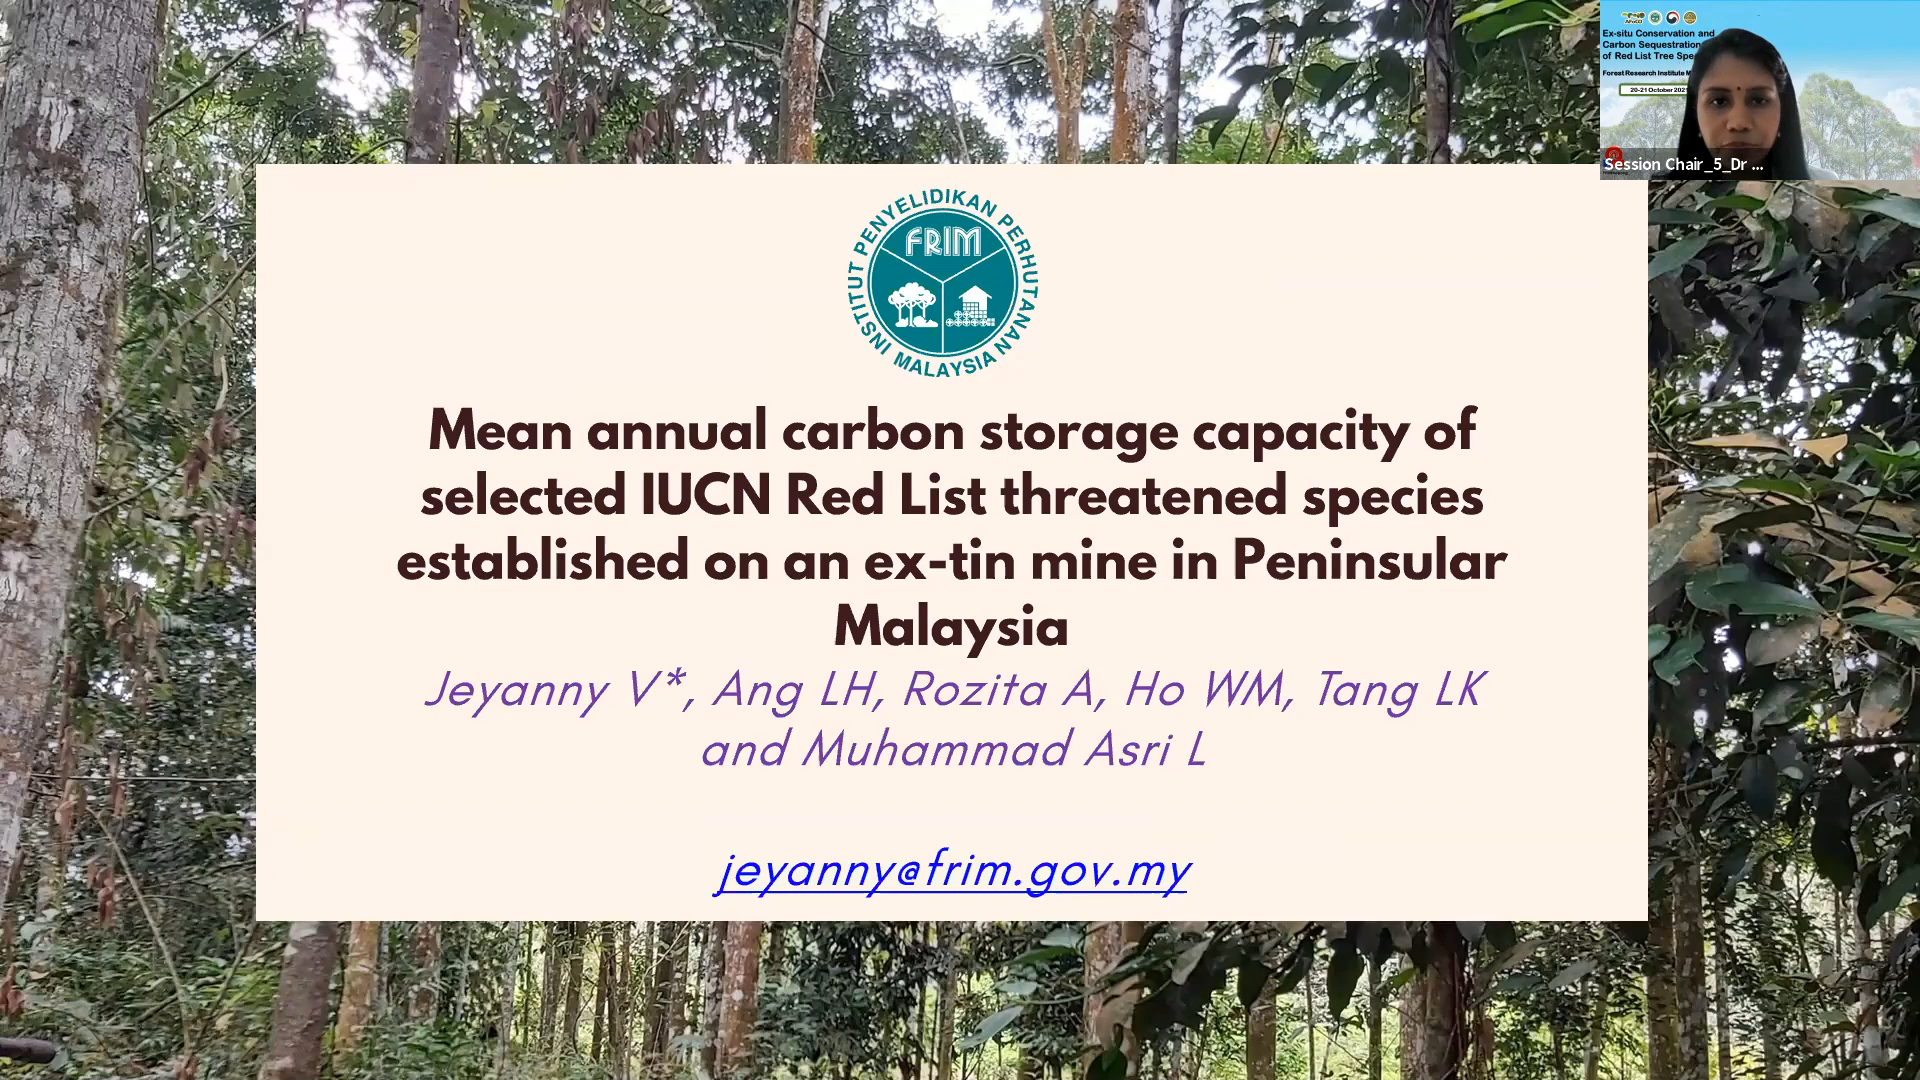 Ex-situ Conservation and
Carbon Sequestration
of Red List Tree Spe
Forest Research Institute M
20-21 October 202
Session Chair_5_Dr ...
INSTITUT PENYELIDIKAN PERHUTANAN
FRIM
MALAYSIA
Mean annual carbon storage capacity of
selected IUCN Red List threatened species
established on an ex-tin mine in Peninsular
Malaysia
Jeyanny V*, Ang LH, Rozita A, Ho WM, Tang LK
and Muhammad Asri L
jeyanny@frim.gov.my